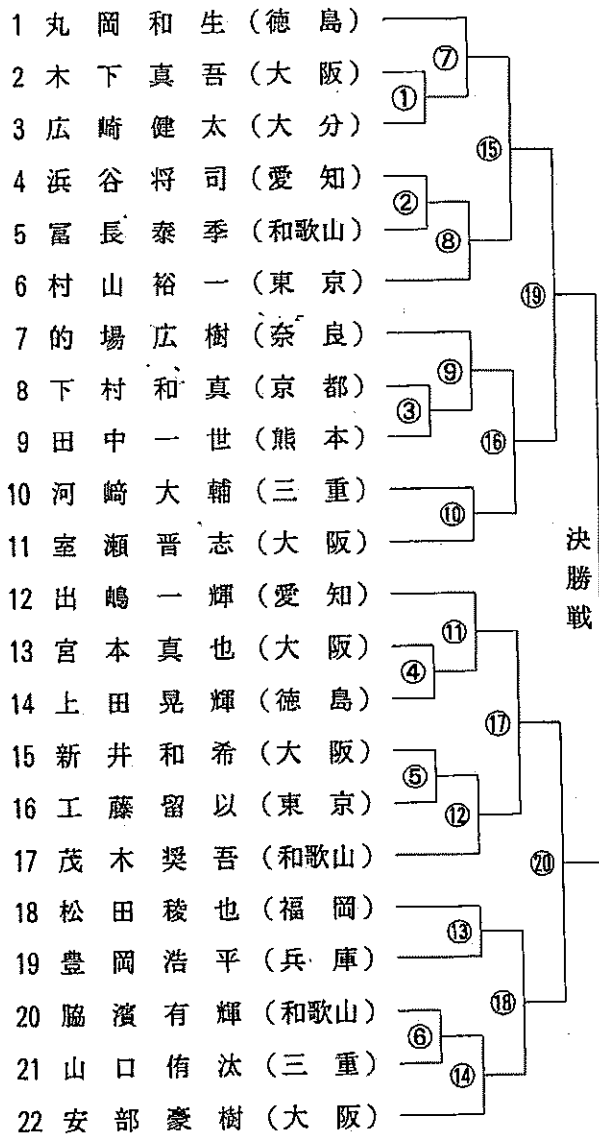 1 丸岡和生(徳島)
2 木下真吾(大阪)
3 広崎健太(大分)
4 浜谷将司(愛知)
5 冨長泰季(和歌山)
6 村山裕一(東京)
7 的場広樹(奈良)
8 下村和真(京都)
9 田中一世(熊本)
10 河﨑大輔(三重)
11 室瀬晋志(大阪)
12 出嶋一輝(愛知)
13 宮本真也(大阪)
14 上田晃輝(徳島)
15 新井和希(大阪)
16 工藤留以(東京)
17 茂木奨吾(和歌山)
18 松田稜也(福岡)
19 豊岡浩平(兵庫)
20 脇濱有輝(和歌山)
21 山口侑汰(三重)
22 安部豪樹(大阪)
①
②
③
④
⑤
⑥
⑦
⑧
⑨
⑩
⑪
⑫
⑬
⑭
⑮
⑯
⑰
⑱
⑲
⑳
決勝戦